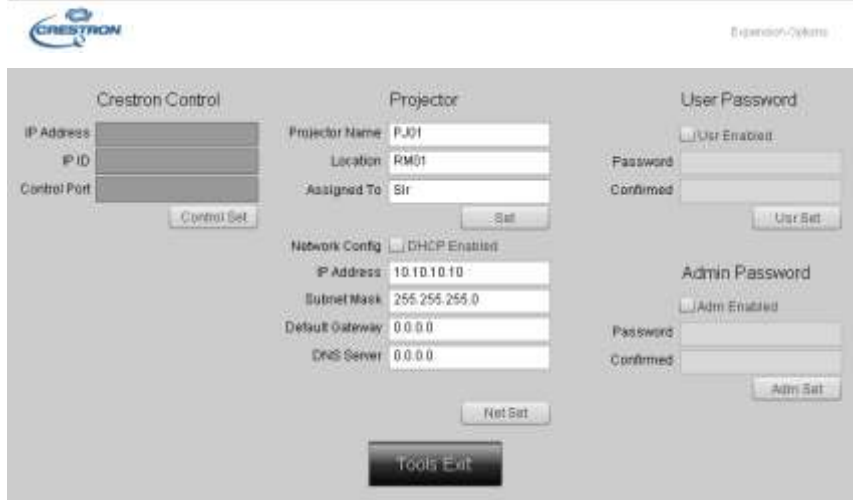 CRESTRON
Expansion Options
Crestron Control
IP Address
IP ID
Control Port
Control Set
Projector
Projector Name PJ01
Location RM01
Assigned To Sir
Set
Network Config DHCP Enabled
IP Address 10.10.10.10
Subnet Mask 255.255.255.0
Default Gateway 0.0.0.0
DNS Server 0.0.0.0
Net Set
User Password
Usr Enabled
Password
Confirmed
Usr Set
Admin Password
Adm Enabled
Password
Confirmed
Adm Set
Tools Exit